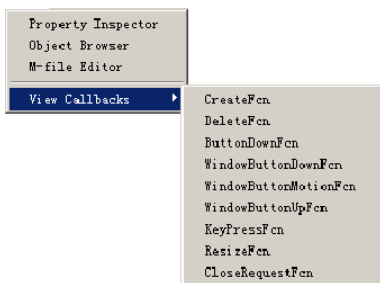 Property Inspector
Object Browser
M-file Editor
View Callbacks
CreateFcn
DeleteFcn
ButtonDownFcn
WindowButtonDownFcn
WindowButtonMotionFcn
WindowButtonUpFcn
KeyPressFcn
ResizeFcn
CloseRequestFcn